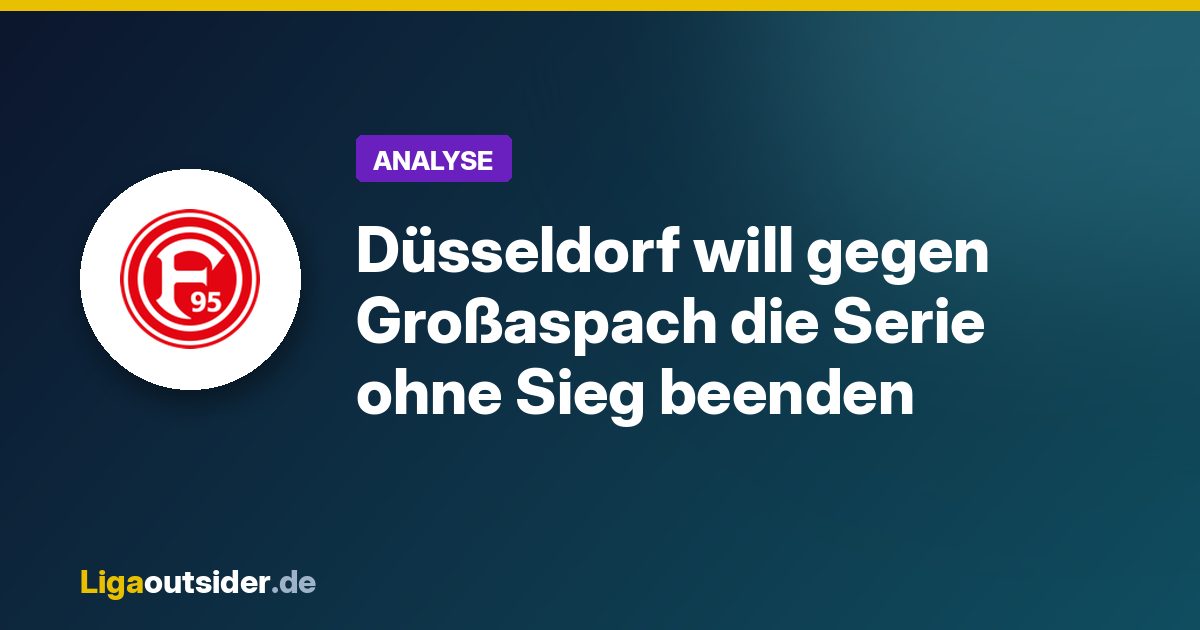 ANALYSE
F
95
Düsseldorf will gegen
Großaspach die Serie
ohne Sieg beenden
Ligaoutsider.de